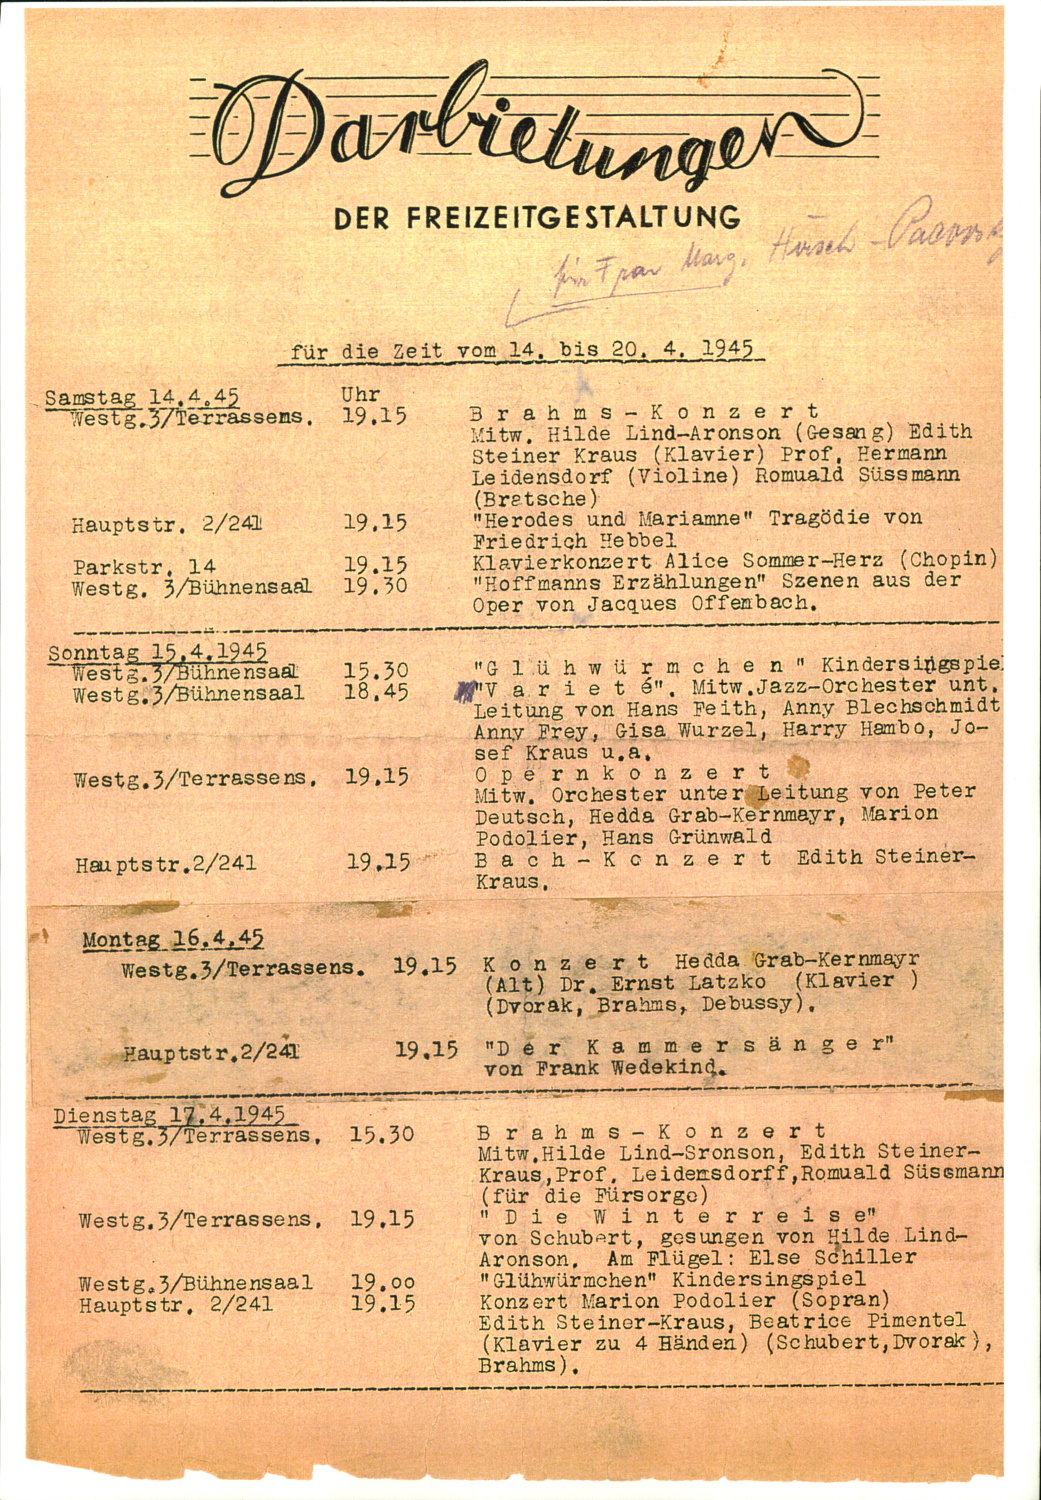 Darbietungen
DER FREIZEITGESTALTUNG
für Frau Marg. Hirsch-
für die Zeit vom 14. bis 20. 4. 1945
Samstag 14.4.45 Uhr
Westg.3/Terrassens. 19.15 B r a h m s - K o n z e r t
Mitw. Hilde Lind-Aronson (Gesang) Edith
Steiner Kraus (Klavier) Prof. Hermann
Leidensdorf (Violine) Romuald Süssmann
(Bratsche)
Hauptstr. 2/241 19.15 "Herodes und Mariamne" Tragödie von
Friedrich Hebbel
Parkstr. 14 19.15 Klavierkonzert Alice Sommer-Herz (Chopin)
Westg. 3/Bühnensaal 19.30 "Hoffmanns Erzählungen" Szenen aus der
Oper von Jacques Offenbach.
Sonntag 15.4.1945
Westg.3/Bühnensaal 15.30 "G l ü h w ü r m c h e n" Kindersingspiel
Westg.3/Bühnensaal 18.45 "V a r i e t é". Mitw.Jazz-Orchester unt.
Leitung von Hans Feith, Anny Blechschmidt
Anny Frey, Gisa Wurzel, Harry Hambo, Jo-
sef Kraus u.a.
Westg.3/Terrassens. 19.15 O p e r n k o n z e r t
Mitw. Orchester unter Leitung von Peter
Deutsch, Hedda Grab-Kernmayr, Marion
Podolier, Hans Grünwald
Hauptstr.2/241 19.15 B a c h - K o n z e r t Edith Steiner-
Kraus.
Montag 16.4.45
Westg.3/Terrassens. 19.15 K o n z e r t Hedda Grab-Kernmayr
(Alt) Dr. Ernst Latzko (Klavier )
(Dvorak, Brahms, Debussy).
Hauptstr.2/241 19.15 "D e r K a m m e r s ä n g e r"
von Frank Wedekind.
Dienstag 17.4.1945
Westg.3/Terrassens. 15.30 B r a h m s - K o n z e r t
Mitw.Hilde Lind-Sronson, Edith Steiner-
Kraus,Prof. Leidensdorff,Romuald Süssmann
(für die Fürsorge)
Westg.3/Terrassens. 19.15 " D i e W i n t e r r e i s e"
von Schubert, gesungen von Hilde Lind-
Aronson. Am Flügel: Else Schiller
Westg.3/Bühnensaal 19.oo "Glühwürmchen" Kindersingspiel
Hauptstr. 2/241 19.15 Konzert Marion Podolier (Sopran)
Edith Steiner-Kraus, Beatrice Pimentel
(Klavier zu 4 Händen) (Schubert,Dvorak),
Brahms).